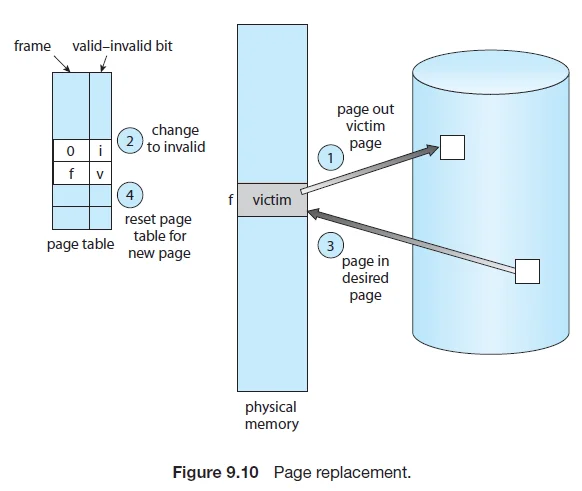 frame valid–invalid bit
0 i
f v
page table
2 change
to invalid
4
reset page
table for
new page
f victim
physical
memory
page out
victim
page
1
3
page in
desired
page
Figure 9.10 Page replacement.